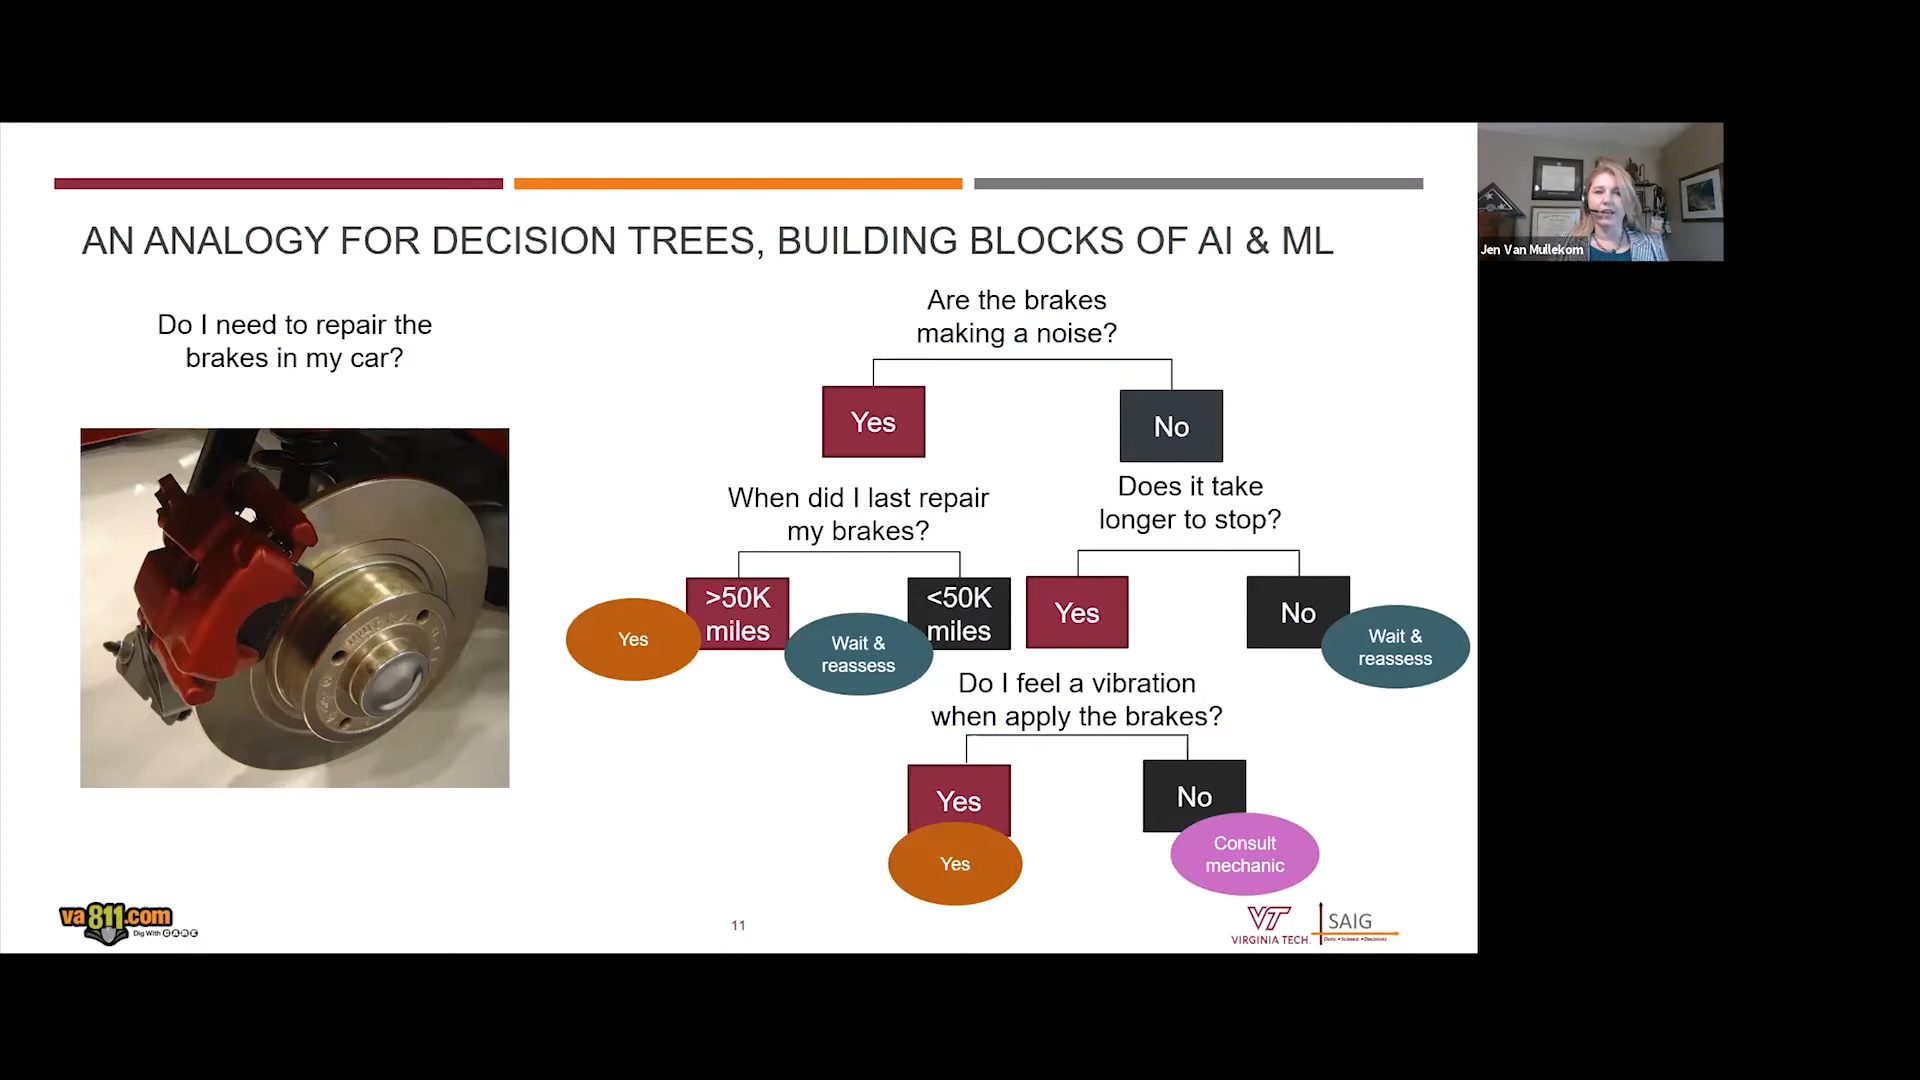 AN ANALOGY FOR DECISION TREES, BUILDING BLOCKS OF AI & ML
Jen Van Mullekom
Do I need to repair the
brakes in my car?
Are the brakes
making a noise?
Yes
No
When did I last repair
my brakes?
Does it take
longer to stop?
>50K
miles
<50K
miles
Yes
No
Yes
Wait &
reassess
Wait &
reassess
Do I feel a vibration
when apply the brakes?
Yes
No
Yes
Consult
mechanic
va811.com
Dig With CARE
11
VT
VIRGINIA TECH.
SAIG
Data • Science • Decisions